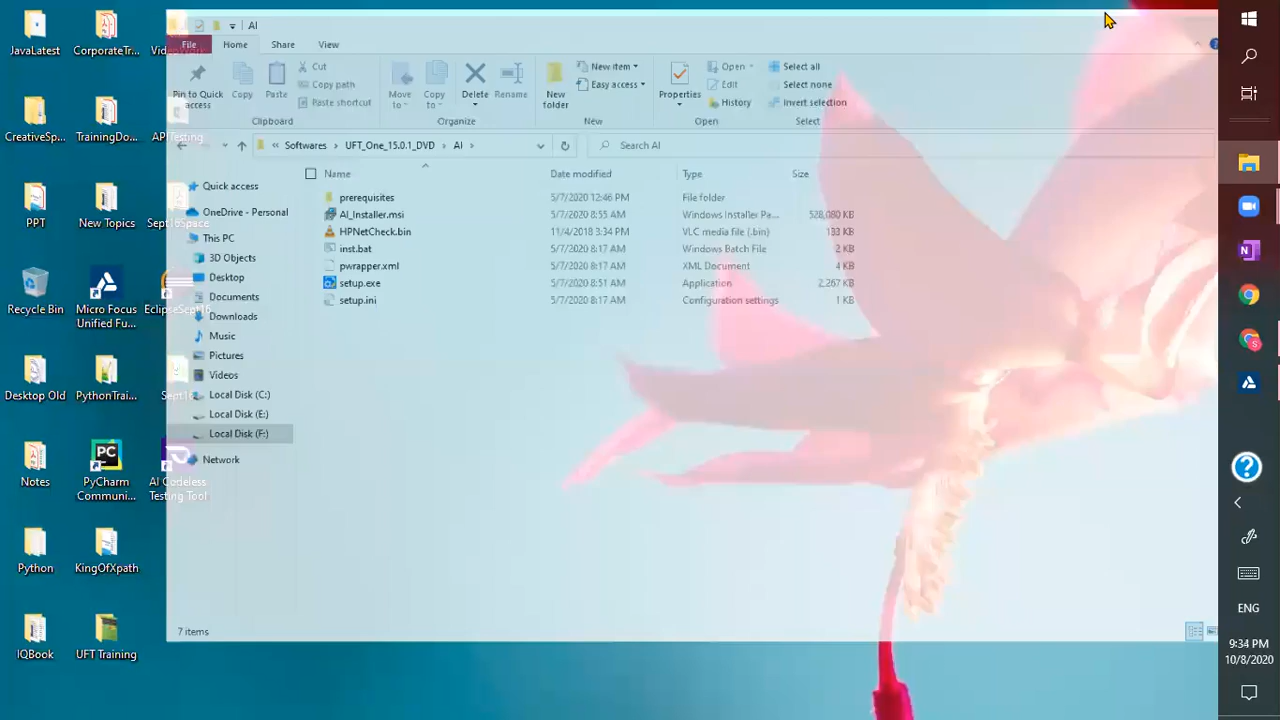 JavaLatest
CorporateTr...
CreativeSp...
TrainingDo...
PPT
New Topics
Recycle Bin
Micro Focus
Unified Fu...
Desktop Old
PythonTrai...
Notes
PyCharm
Communi...
AI Codeless
Testing Tool
Python
KingOfXpath
IQBook
UFT Training
AI
File
Home
Share
View
Pin to Quick
access
Copy
Paste
Cut
Copy path
Paste shortcut
Clipboard
Move
to
Copy
to
Delete
Rename
Organize
New
folder
New item
Easy access
New
Properties
Open
Edit
History
Open
Select all
Select none
Invert selection
Select
« Softwares › UFT_One_15.0.1_DVD › AI ›
Search AI
Quick access
OneDrive - Personal
This PC
3D Objects
Desktop
Documents
Downloads
Music
Pictures
Videos
Local Disk (C:)
Local Disk (E:)
Local Disk (F:)
Network
Name Date modified Type Size
prerequisites 5/7/2020 12:46 PM File folder
AI_Installer.msi 5/7/2020 8:55 AM Windows Installer Pa... 528,080 KB
HPNetCheck.bin 11/4/2018 3:34 PM VLC media file (.bin) 183 KB
inst.bat 5/7/2020 8:17 AM Windows Batch File 2 KB
pwrapper.xml 5/7/2020 8:17 AM XML Document 4 KB
setup.exe 5/7/2020 8:51 AM Application 2,267 KB
setup.ini 5/7/2020 8:17 AM Configuration settings 1 KB
7 items
ENG
9:34 PM
10/8/2020